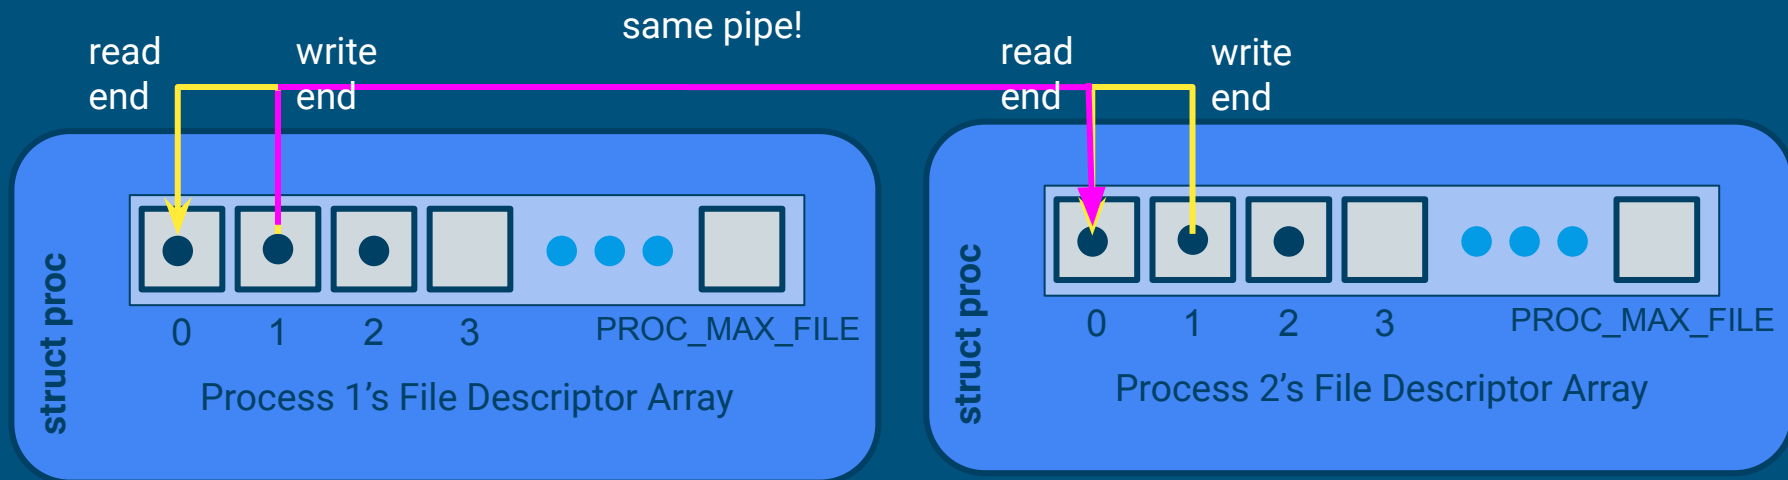 same pipe!
read
end
write
end
read
end
write
end
struct proc
0 1 2 3 PROC_MAX_FILE
Process 1’s File Descriptor Array
struct proc
0 1 2 3 PROC_MAX_FILE
Process 2’s File Descriptor Array